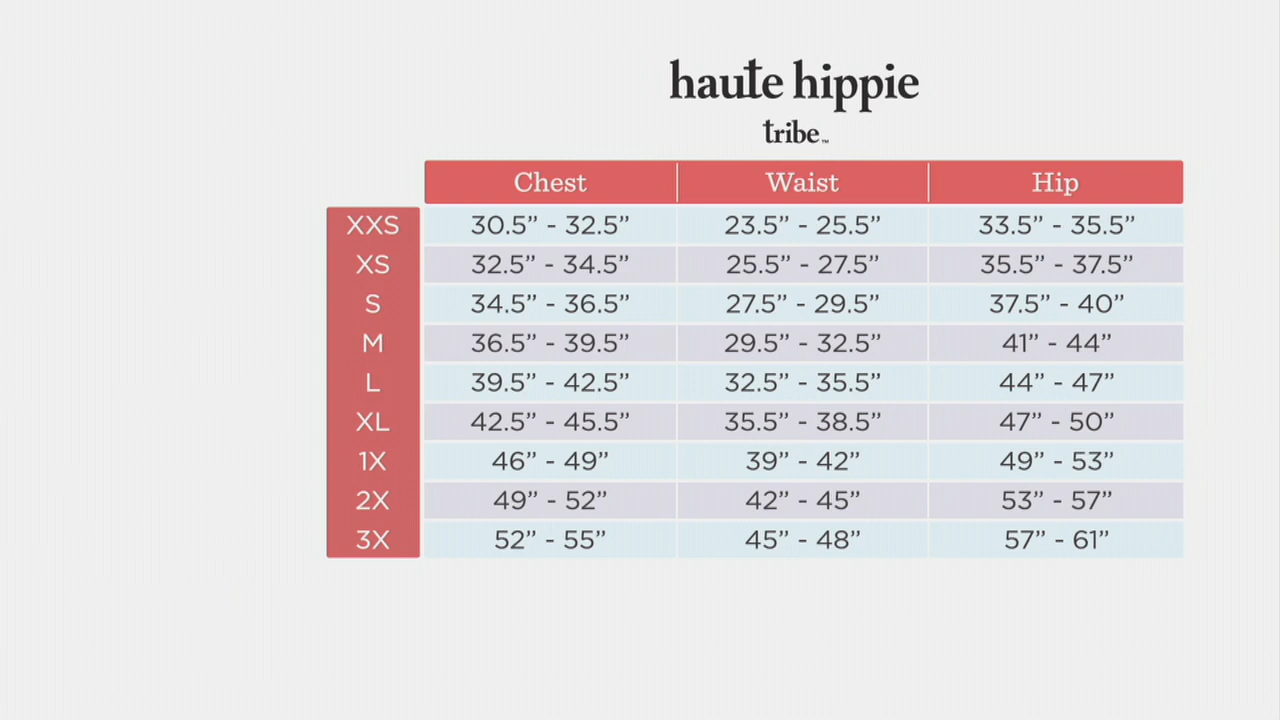 haute hippie
tribe™
Chest Waist Hip
XXS 30.5” - 32.5” 23.5” - 25.5” 33.5” - 35.5”
XS 32.5” - 34.5” 25.5” - 27.5” 35.5” - 37.5”
S 34.5” - 36.5” 27.5” - 29.5” 37.5” - 40”
M 36.5” - 39.5” 29.5” - 32.5” 41” - 44”
L 39.5” - 42.5” 32.5” - 35.5” 44” - 47”
XL 42.5” - 45.5” 35.5” - 38.5” 47” - 50”
1X 46” - 49” 39” - 42” 49” - 53”
2X 49” - 52” 42” - 45” 53” - 57”
3X 52” - 55” 45” - 48” 57” - 61”